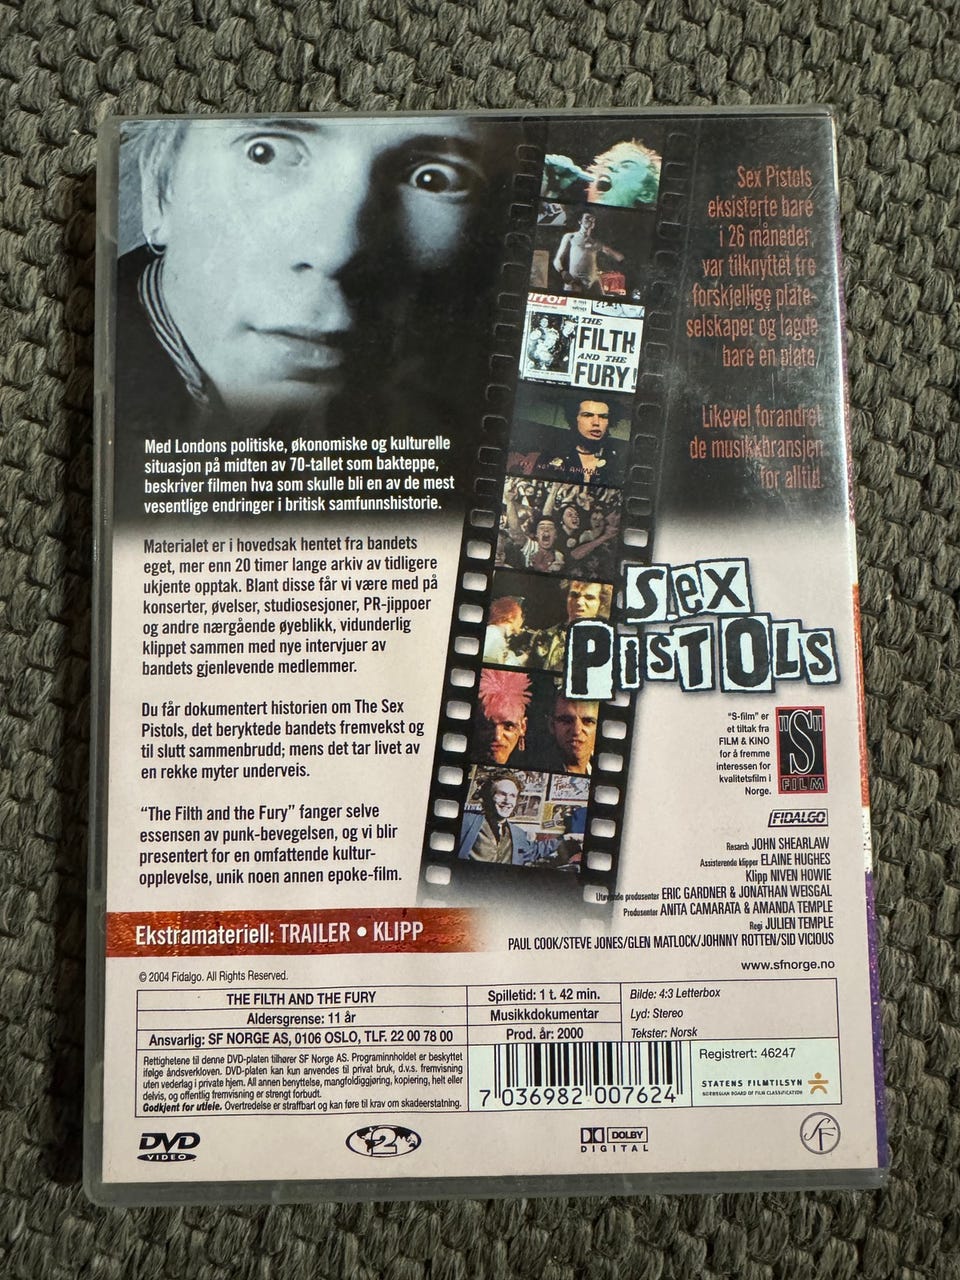 Sex Pistols
eksisterte bare
i 26 måneder,
var tilknyttet tre
forskjellige plate-
selskaper og lagde
bare en plate,
Likevel forandret
de musikkbransjen
for alltid.
THE
FILTH
AND THE
FURY!
Med Londons politiske, økonomiske og kulturelle
situasjon på midten av 70-tallet som bakteppe,
beskriver filmen hva som skulle bli en av de mest
vesentlige endringer i britisk samfunnshistorie.
Materialet er i hovedsak hentet fra bandets
eget, mer enn 20 timer lange arkiv av tidligere
ukjente opptak. Blant disse får vi være med på
konserter, øvelser, studiosesjoner, PR-jippoer
og andre nærgående øyeblikk, vidunderlig
klippet sammen med nye intervjuer av
bandets gjenlevende medlemmer.
Du får dokumentert historien om The Sex
Pistols, det beryktede bandets fremvekst og
til slutt sammenbrudd; mens det tar livet av
en rekke myter underveis.
"The Filth and the Fury" fanger selve
essensen av punk-bevegelsen, og vi blir
presentert for en omfattende kultur-
opplevelse, unik noen annen epoke-film.
SEX
PiSTOLS
"S-film" er
et tiltak fra
FILM & KINO
for å fremme
interessen for
kvalitetsfilm i
Norge.
"S"
FILM
FIDALGO
Resarch JOHN SHEARLAW
Assisterende klipper ELAINE HUGHES
Klipp NIVEN HOWIE
Utøvende produsenter ERIC GARDNER & JONATHAN WEISGAL
Produsenter ANITA CAMARATA & AMANDA TEMPLE
Regi JULIEN TEMPLE
PAUL COOK/STEVE JONES/GLEN MATLOCK/JOHNNY ROTTEN/SID VICIOUS
www.sfnorge.no
Ekstramateriell: TRAILER • KLIPP
© 2004 Fidalgo. All Rights Reserved.
THE FILTH AND THE FURY
Aldersgrense: 11 år
Ansvarlig: SF NORGE AS, 0106 OSLO, TLF. 22 00 78 00
Spilletid: 1 t. 42 min.
Musikkdokumentar
Prod. år: 2000
Bilde: 4:3 Letterbox
Lyd: Stereo
Tekster: Norsk
Rettighetene til denne DVD-platen tilhører SF Norge AS. Programinnholdet er beskyttet
ifølge åndsverkloven. DVD-platen kan kun anvendes til privat bruk, d.v.s. fremvisning
uten vederlag i private hjem. All annen benyttelse, mangfoldiggjøring, kopiering, helt eller
delvis, og offentlig fremvisning er strengt forbudt.
Godkjent for utleie. Overtredelse er straffbart og kan føre til krav om skadeerstatning.
7 036982 007624
Registrert: 46247
STATENS FILMTILSYN
NORWEGIAN BOARD OF FILM CLASSIFICATION
DVD
VIDEO
2
DOLBY
DIGITAL
SF